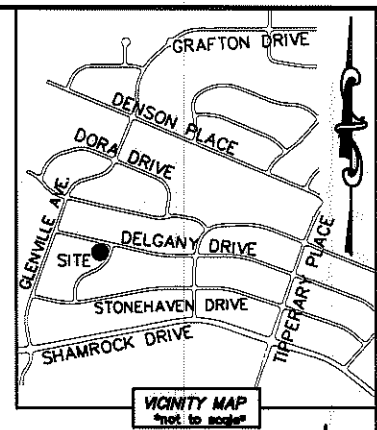 GRAFTON DRIVE
DENSON PLACE
DORA DRIVE
GLENVILLE AVE.
DELGANY DRIVE
SITE
TIPPERARY PLACE
STONEHAVEN DRIVE
SHAMROCK DRIVE
VICINITY MAP
*not to scale*